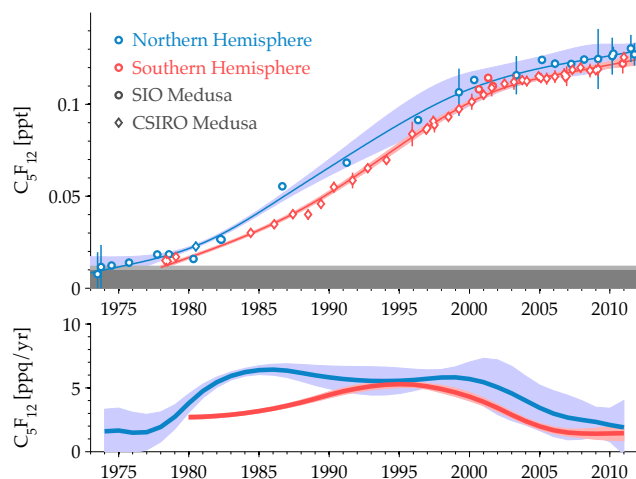 Northern Hemisphere
Southern Hemisphere
SIO Medusa
CSIRO Medusa
C5F12 [ppt]
0.1
0.05
0
1975 1980 1985 1990 1995 2000 2005 2010
C5F12 [ppq/yr]
10
5
0
1975 1980 1985 1990 1995 2000 2005 2010